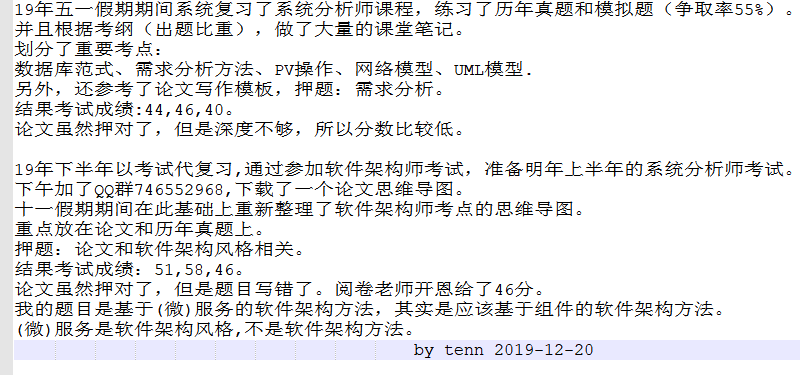 19年五一假期期间系统复习了系统分析师课程，练习了历年真题和模拟题（争取率55%）。
并且根据考纲（出题比重），做了大量的课堂笔记。
划分了重要考点：
数据库范式、需求分析方法、PV操作、网络模型、UML模型.
另外，还参考了论文写作模板，押题：需求分析。
结果考试成绩:44,46,40。
论文虽然押对了，但是深度不够，所以分数比较低。
19年下半年以考试代复习,通过参加软件架构师考试，准备明年上半年的系统分析师考试。
下午加了QQ群746552968,下载了一个论文思维导图。
十一假期期间在此基础上重新整理了软件架构师考点的思维导图。
重点放在论文和历年真题上。
押题：论文和软件架构风格相关。
结果考试成绩：51,58,46。
论文虽然押对了，但是题目写错了。阅卷老师开恩给了46分。
我的题目是基于(微)服务的软件架构方法，其实是应该基于组件的软件架构方法。
(微)服务是软件架构风格,不是软件架构方法。
by tenn 2019-12-20